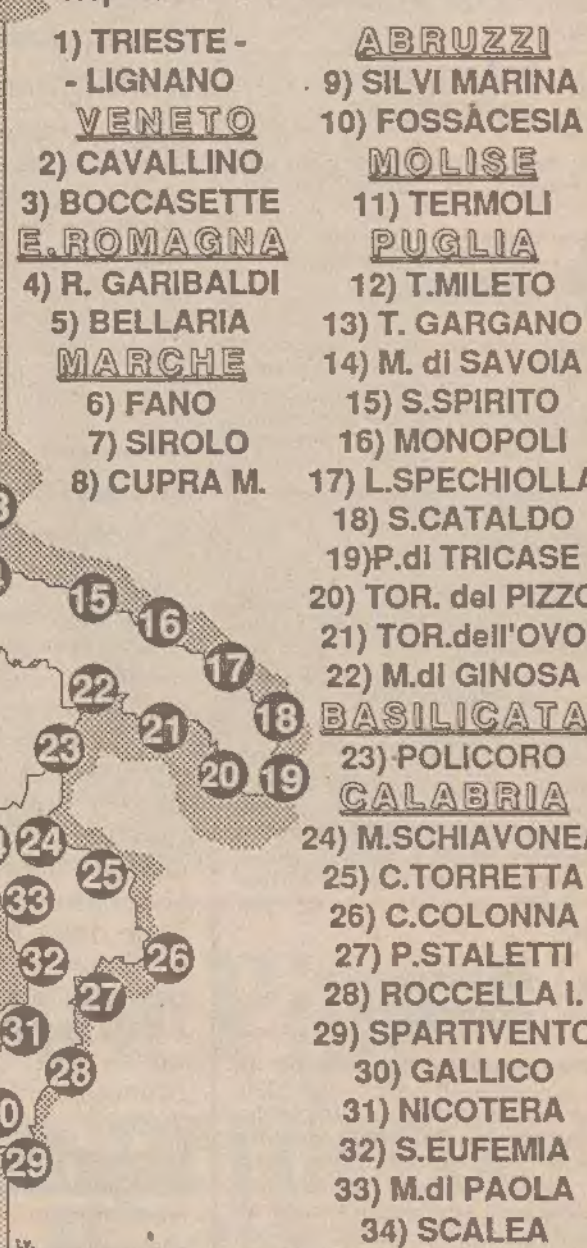 1) TRIESTE -
- LIGNANO
VENETO
2) CAVALLINO
3) BOCCASETTE
E.ROMAGNA
4) R. GARIBALDI
5) BELLARIA
MARCHE
6) FANO
7) SIROLO
8) CUPRA M.
ABRUZZI
9) SILVI MARINA
10) FOSSÀCESIA
MOLISE
11) TERMOLI
PUGLIA
12) T.MILETO
13) T. GARGANO
14) M. di SAVOIA
15) S.SPIRITO
16) MONOPOLI
17) L.SPECHIOLLA
18) S.CATALDO
19)P.di TRICASE
20) TOR. del PIZZO
21) TOR.dell'OVO
22) M.di GINOSA
BASILICATA
23) POLICORO
CALABRIA
24) M.SCHIAVONEA
25) C.TORRETTA
26) C.COLONNA
27) P.STALETTI
28) ROCCELLA I.
29) SPARTIVENTO
30) GALLICO
31) NICOTERA
32) S.EUFEMIA
33) M.di PAOLA
34) SCALEA
15
16
17
22
21
18
23
20
19
24
25
33
32
26
27
31
28
29